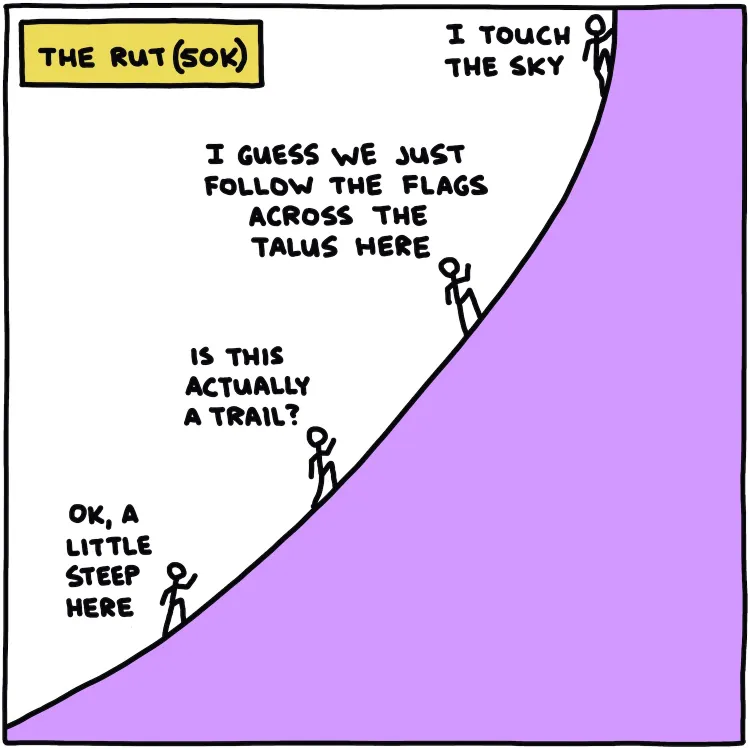 THE RUT (50K)
I TOUCH
THE SKY
I GUESS WE JUST
FOLLOW THE FLAGS
ACROSS THE
TALUS HERE
IS THIS
ACTUALLY
A TRAIL?
OK, A
LITTLE
STEEP
HERE